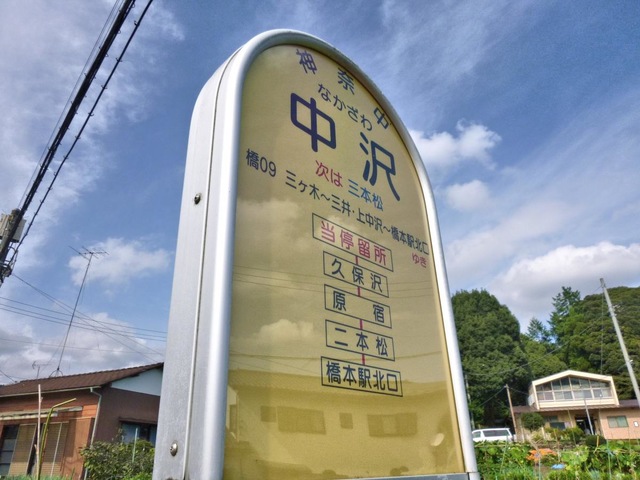 神奈中
なかざわ
中沢
次は 三本松
橋09 三ヶ木～三井・上中沢～橋本駅北口
ゆき
当停留所
久保沢
原宿
二本松
橋本駅北口